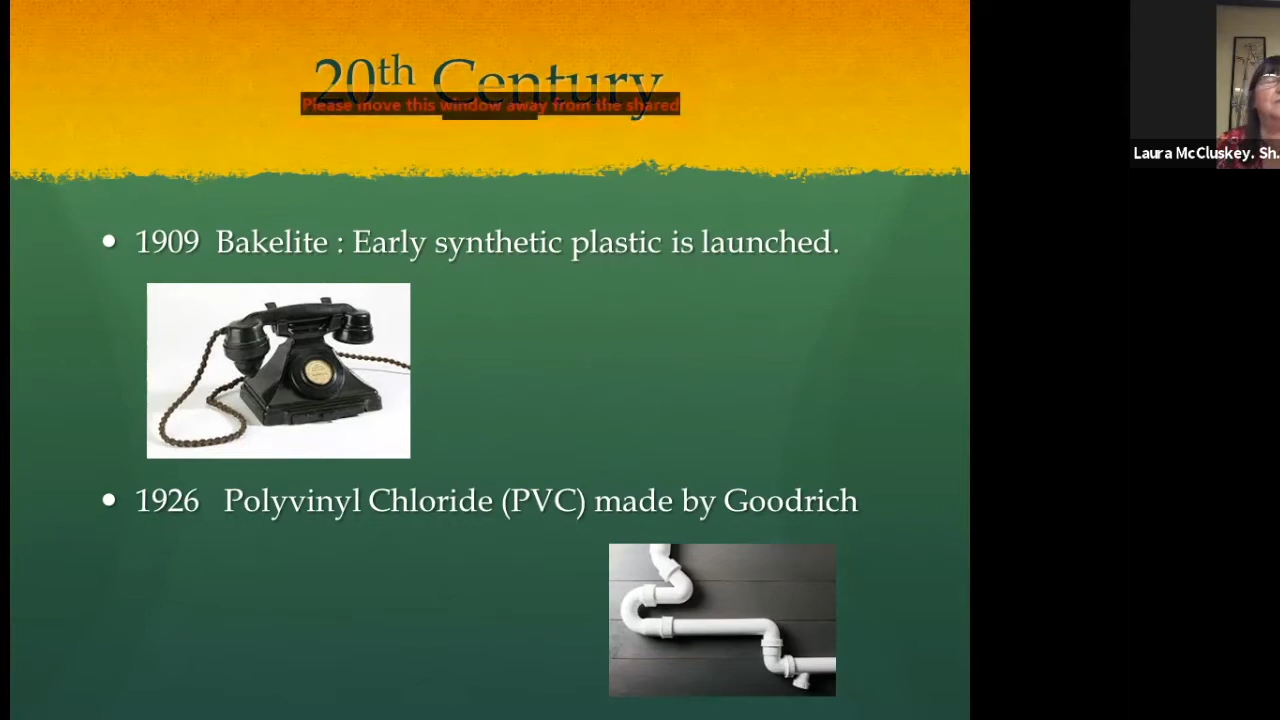 20th Century
Please move this window away from the shared
• 1909 Bakelite : Early synthetic plastic is launched.
• 1926 Polyvinyl Chloride (PVC) made by Goodrich
Laura McCluskey. Sh.